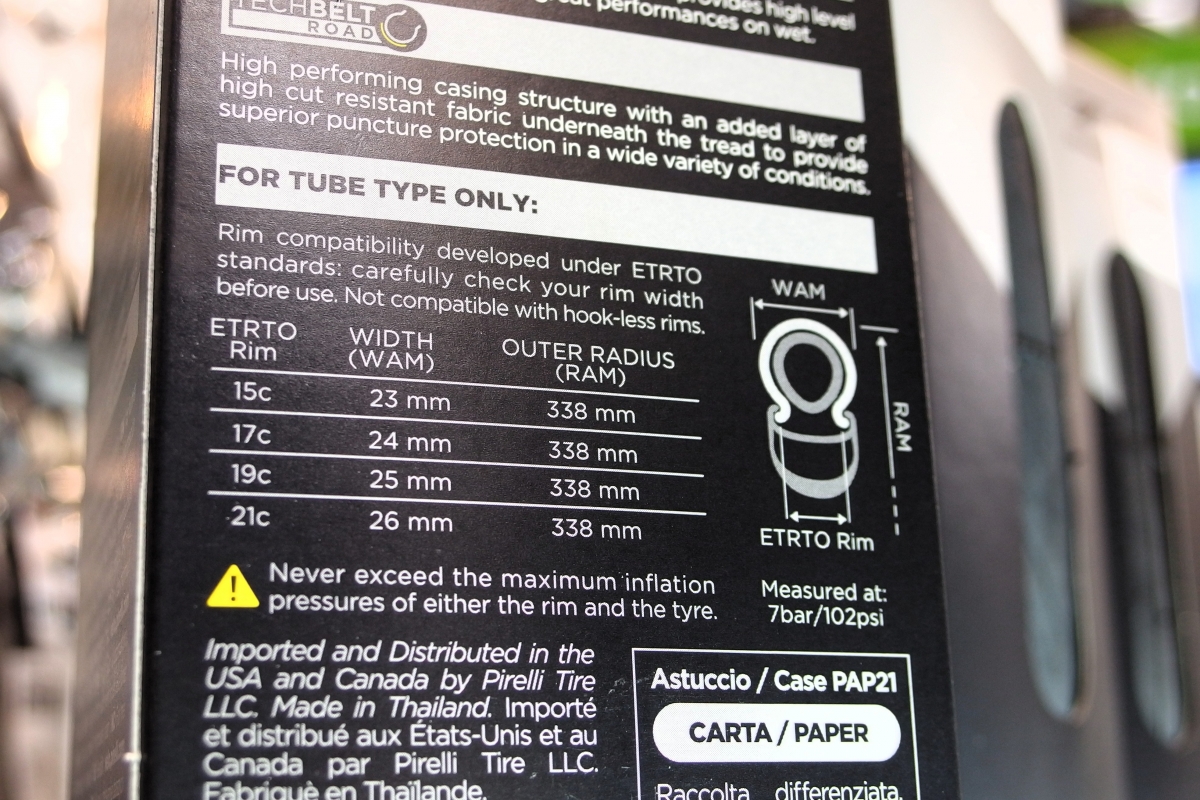 provides high level
great performances on wet.
TECHBELT
ROAD
High performing casing structure with an added layer of
high cut resistant fabric underneath the tread to provide
superior puncture protection in a wide variety of conditions.
FOR TUBE TYPE ONLY:
Rim compatibility developed under ETRTO
standards: carefully check your rim width
before use. Not compatible with hook-less rims.
ETRTO Rim WIDTH (WAM) OUTER RADIUS (RAM)
15c 23 mm 338 mm
17c 24 mm 338 mm
19c 25 mm 338 mm
21c 26 mm 338 mm
WAM
RAM
ETRTO Rim
Measured at:
7bar/102psi
Never exceed the maximum inflation
pressures of either the rim and the tyre.
Imported and Distributed in the
USA and Canada by Pirelli Tire
LLC. Made in Thailand. Importé
et distribué aux États-Unis et au
Canada par Pirelli Tire LLC.
Fabriquè en Thaïlande.
Astuccio / Case PAP21
CARTA / PAPER
Raccolta differenziata.